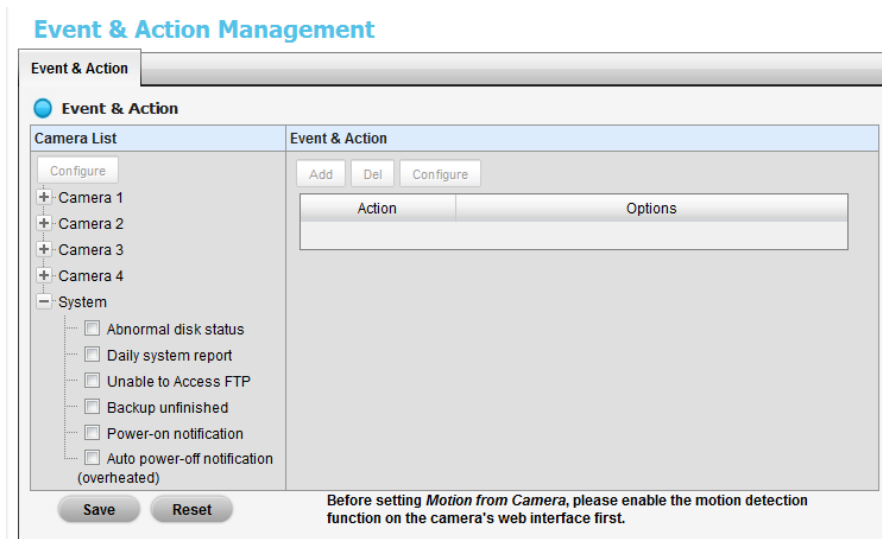 Event & Action Management
Event & Action
Event & Action
Camera List
Event & Action
Configure
Add Del Configure
Action Options
Camera 1
Camera 2
Camera 3
Camera 4
System
Abnormal disk status
Daily system report
Unable to Access FTP
Backup unfinished
Power-on notification
Auto power-off notification
(overheated)
Save Reset
Before setting Motion from Camera, please enable the motion detection
function on the camera's web interface first.